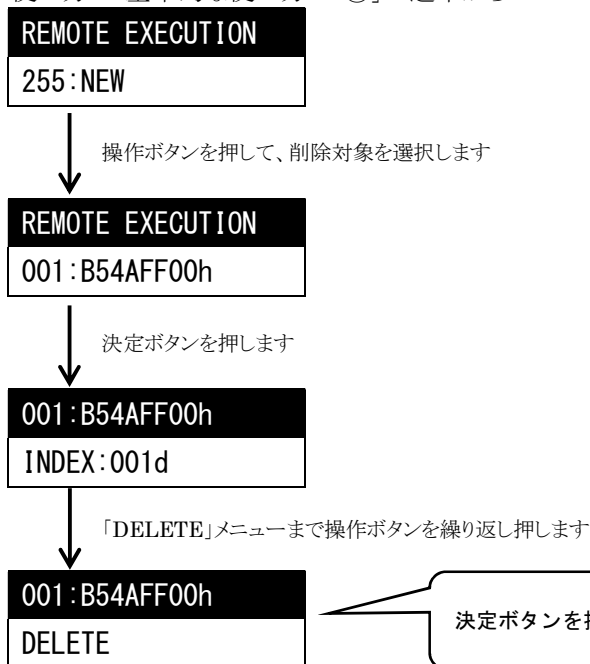 REMOTE EXECUTION
255:NEW
操作ボタンを押して、削除対象を選択します
REMOTE EXECUTION
001:B54AFF00h
決定ボタンを押します
001:B54AFF00h
INDEX:001d
「DELETE」メニューまで操作ボタンを繰り返し押します
001:B54AFF00h
DELETE
決定ボタンを